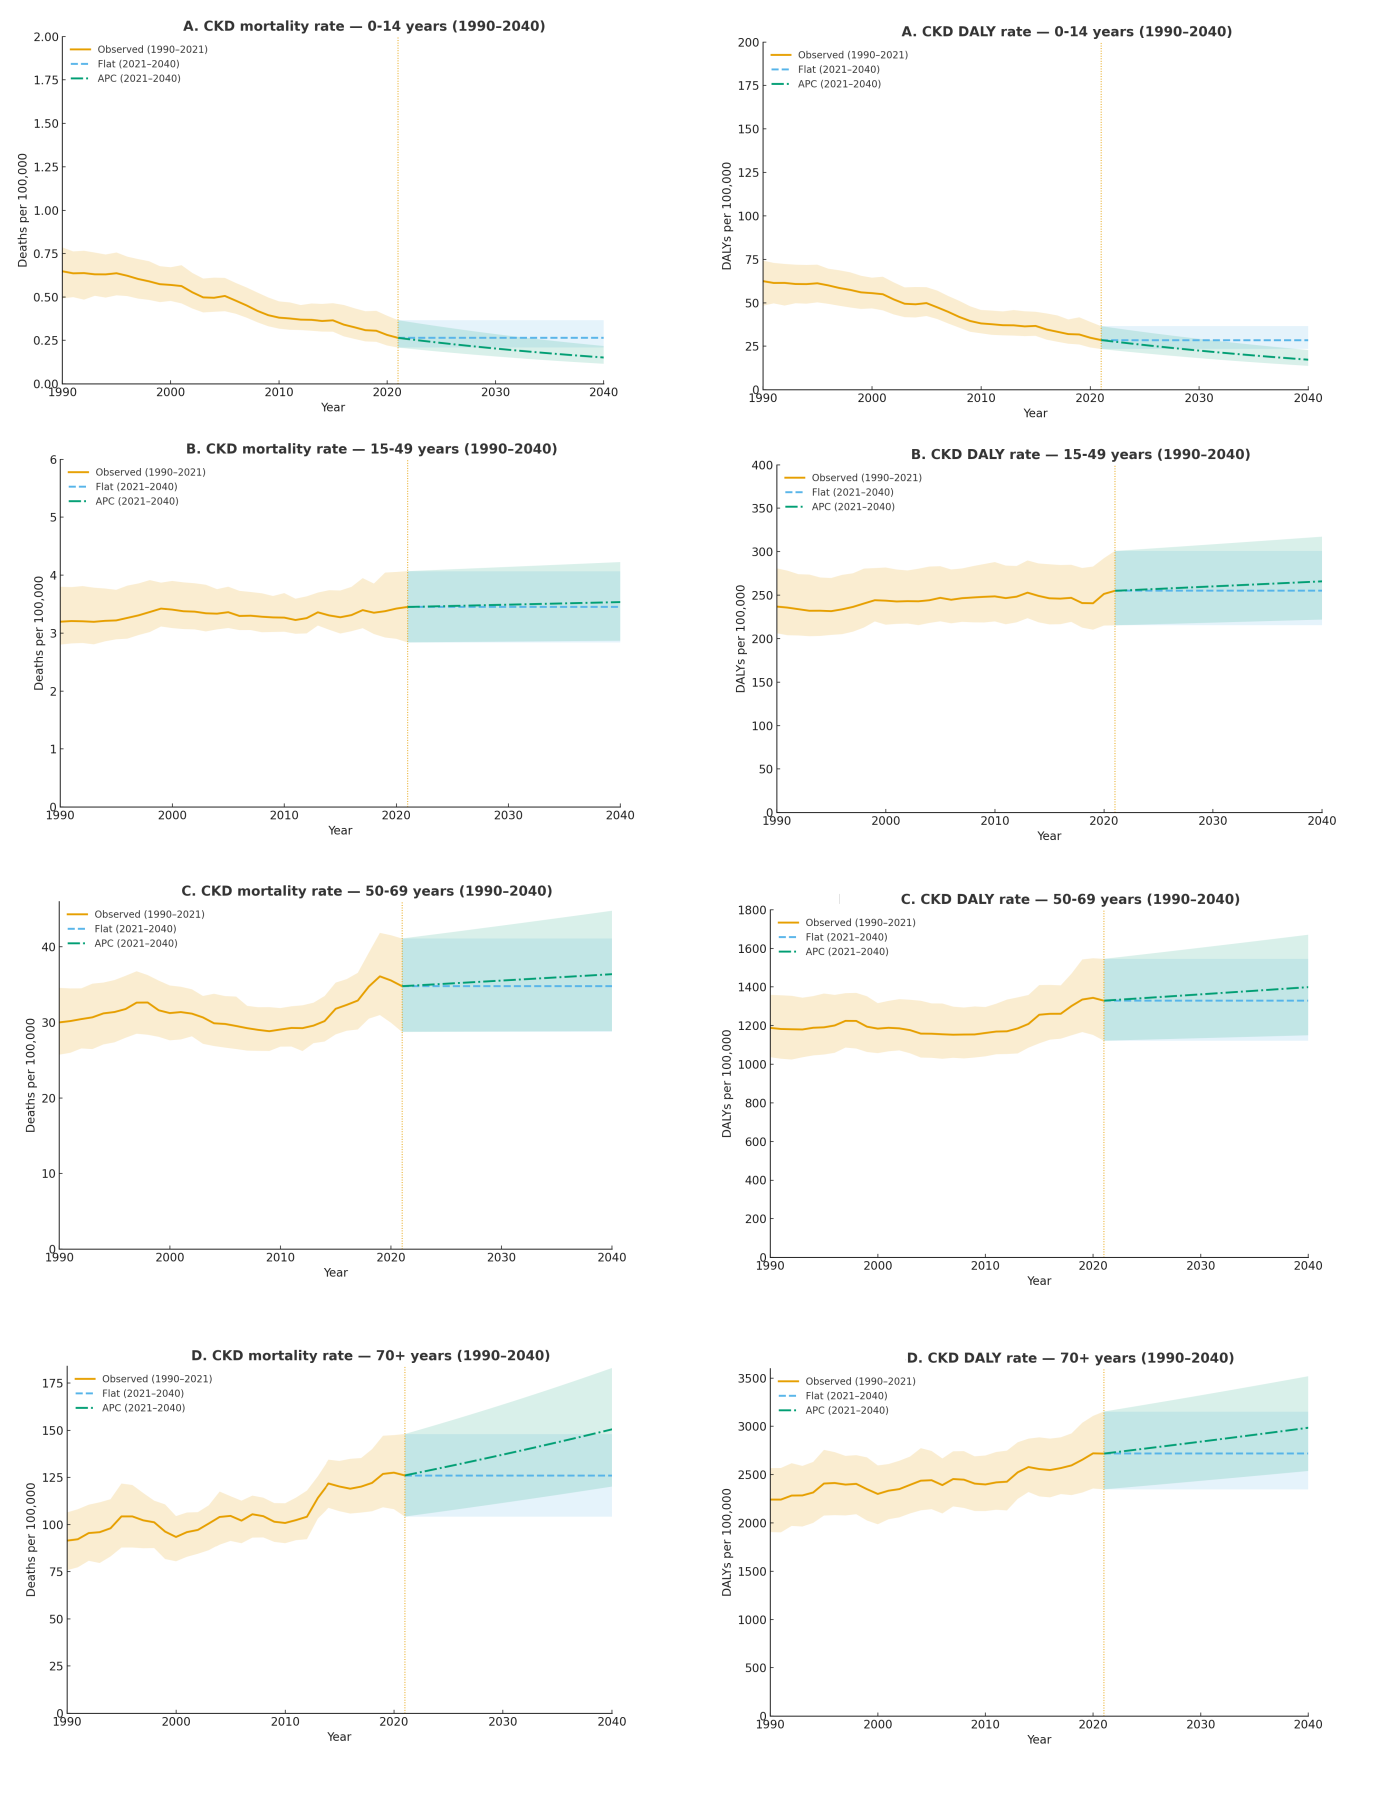 A. CKD mortality rate — 0-14 years (1990–2040)
2.00
1.75
1.50
1.25
1.00
0.75
0.50
0.25
0.00
Deaths per 100,000
Observed (1990–2021)
Flat (2021–2040)
APC (2021–2040)
1990 2000 2010 2020 2030 2040
Year
A. CKD DALY rate — 0-14 years (1990–2040)
200
175
150
125
100
75
50
25
0
DALYs per 100,000
Observed (1990–2021)
Flat (2021–2040)
APC (2021–2040)
1990 2000 2010 2020 2030 2040
Year
B. CKD mortality rate — 15-49 years (1990–2040)
6
5
4
3
2
1
0
Deaths per 100,000
Observed (1990–2021)
Flat (2021–2040)
APC (2021–2040)
1990 2000 2010 2020 2030 2040
Year
B. CKD DALY rate — 15-49 years (1990–2040)
400
350
300
250
200
150
100
50
0
DALYs per 100,000
Observed (1990–2021)
Flat (2021–2040)
APC (2021–2040)
1990 2000 2010 2020 2030 2040
Year
C. CKD mortality rate — 50-69 years (1990–2040)
40
30
20
10
0
Deaths per 100,000
Observed (1990–2021)
Flat (2021–2040)
APC (2021–2040)
1990 2000 2010 2020 2030 2040
Year
C. CKD DALY rate — 50-69 years (1990–2040)
1800
1600
1400
1200
1000
800
600
400
200
0
DALYs per 100,000
Observed (1990–2021)
Flat (2021–2040)
APC (2021–2040)
1990 2000 2010 2020 2030 2040
Year
D. CKD mortality rate — 70+ years (1990–2040)
175
150
125
100
75
50
25
0
Deaths per 100,000
Observed (1990–2021)
Flat (2021–2040)
APC (2021–2040)
1990 2000 2010 2020 2030 2040
Year
D. CKD DALY rate — 70+ years (1990–2040)
3500
3000
2500
2000
1500
1000
500
0
DALYs per 100,000
Observed (1990–2021)
Flat (2021–2040)
APC (2021–2040)
1990 2000 2010 2020 2030 2040
Year